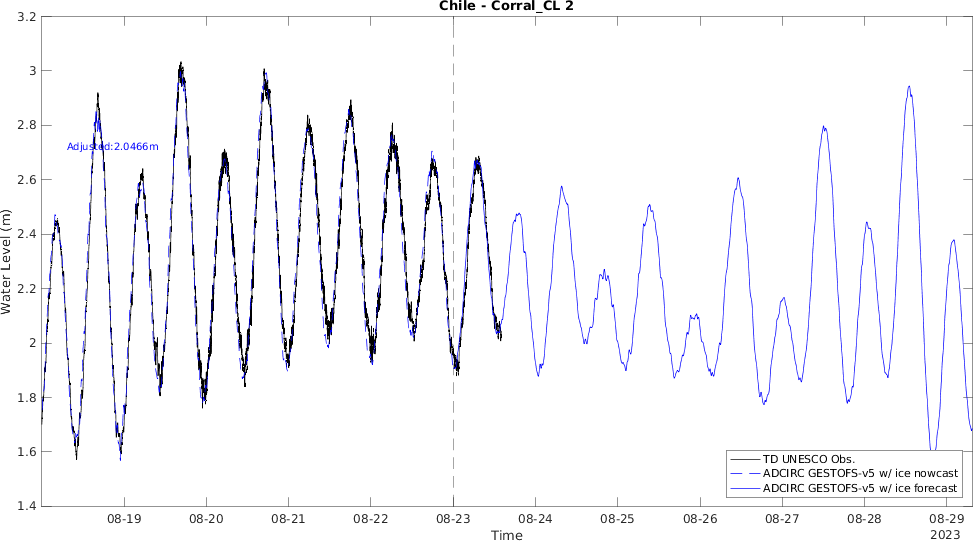 Chile - Corral_CL 2
3.2
3
2.8
2.6
2.4
2.2
2
1.8
1.6
1.4
Water Level (m)
Adjusted:2.0466m
TD UNESCO Obs.
ADCIRC GESTOFS-v5 w/ ice nowcast
ADCIRC GESTOFS-v5 w/ ice forecast
08-19 08-20 08-21 08-22 08-23 08-24 08-25 08-26 08-27 08-28 08-29
2023
Time